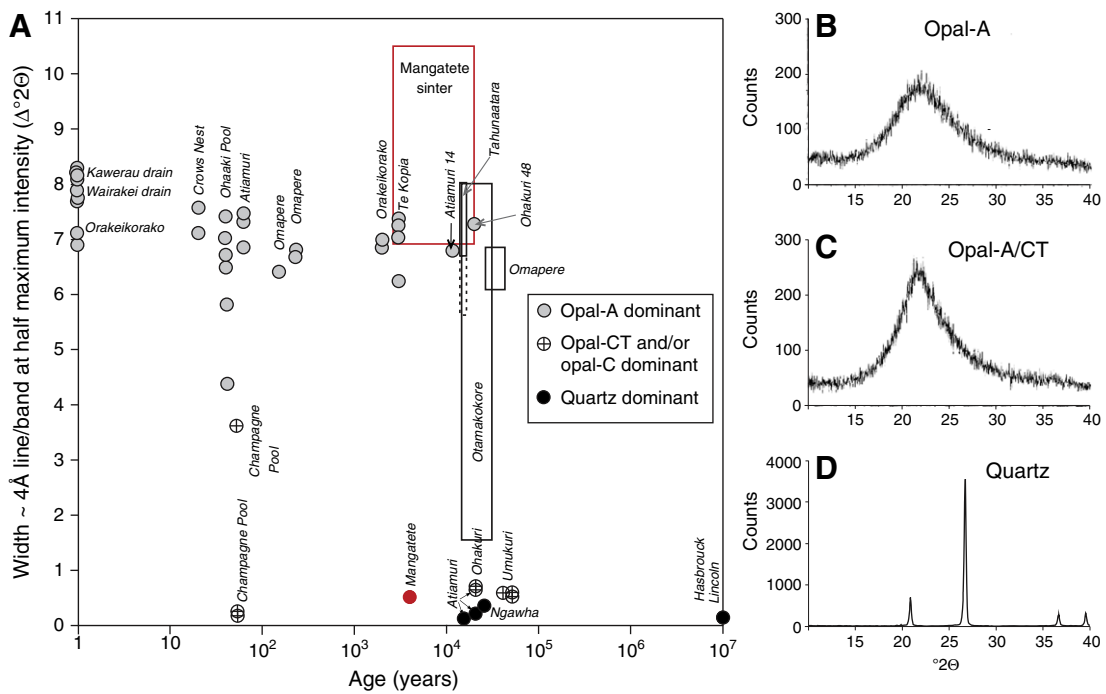 A
Width ~ 4Å line/band at half maximum intensity (Δ°2Θ)
11
10
9
8
7
6
5
4
3
2
1
0
1
10
10²
10³
10⁴
10⁵
10⁶
10⁷
Age (years)
Kawerau drain
Wairakei drain
Orakeikorako
Crows Nest
Ohaaki Pool
Atiamuri
Omapere
Omapere
Champagne
Pool
Champagne Pool
Orakeikorako
Te Kopia
Mangatete
sinter
Atiamuri 14
Tahunaatara
Ohakuri 48
Omapere
Otamakokore
Opal-A dominant
Opal-CT and/or
opal-C dominant
Quartz dominant
Mangatete
Atiamuri
Ohakuri
Umukuri
Ngawha
Hasbrouck
Lincoln
B
Opal-A
Counts
300
200
100
0
15
20
25
30
35
40
C
Opal-A/CT
Counts
300
200
100
0
15
20
25
30
35
40
D
Quartz
Counts
4000
3000
2000
1000
0
10
15
20
25
30
35
40
°2Θ